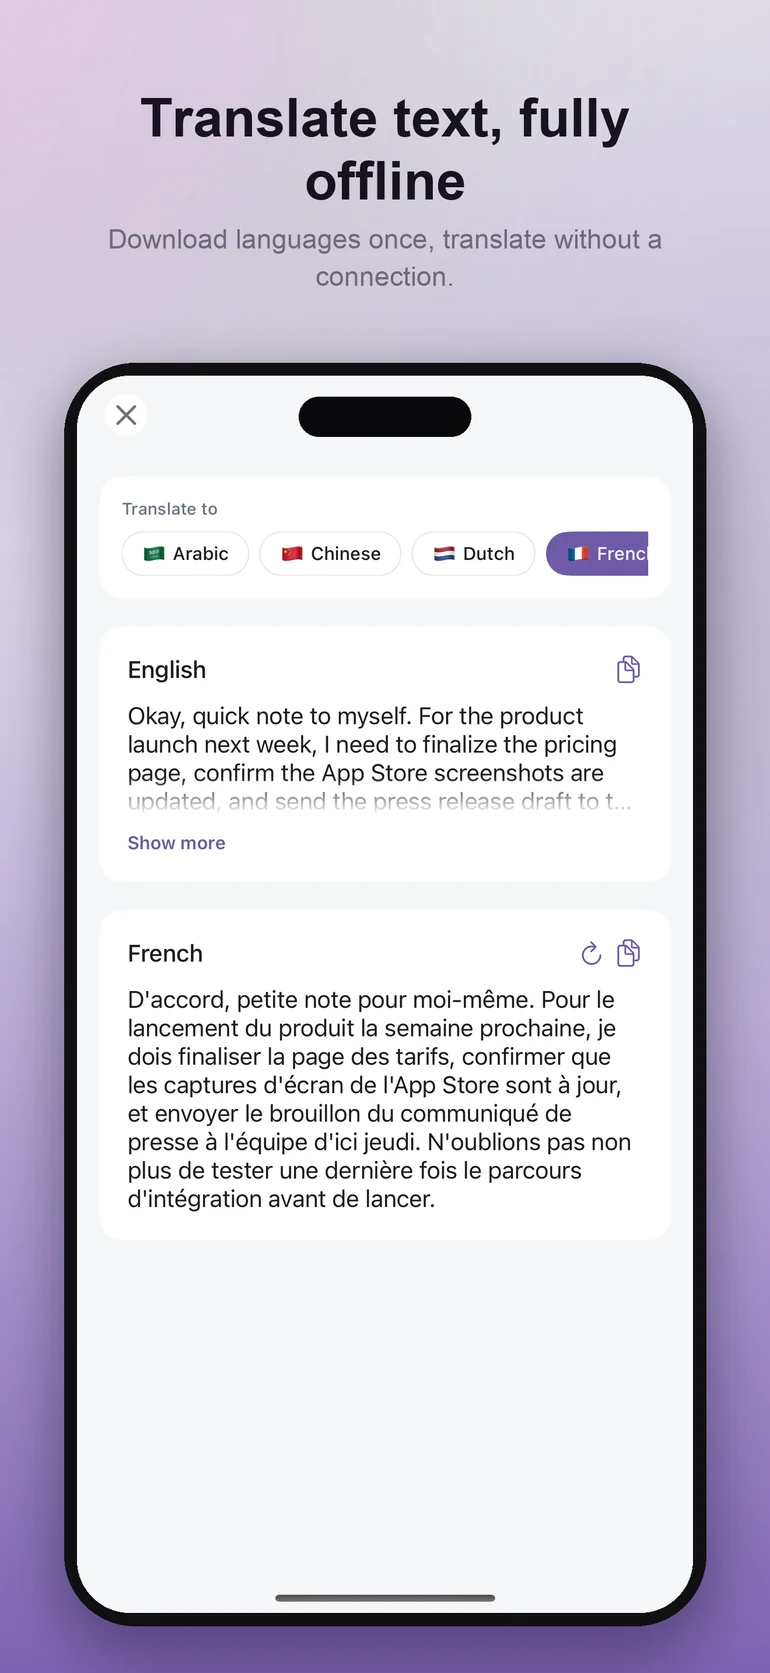 Translate text, fully
offline
Download languages once, translate without a
connection.
Translate to
Arabic
Chinese
Dutch
Frencl
English
Okay, quick note to myself. For the product
launch next week, I need to finalize the pricing
page, confirm the App Store screenshots are
updated, and send the press release draft to t...
Show more
French
D'accord, petite note pour moi-même. Pour le
lancement du produit la semaine prochaine, je
dois finaliser la page des tarifs, confirmer que
les captures d'écran de l'App Store sont à jour,
et envoyer le brouillon du communiqué de
presse à l'équipe d'ici jeudi. N'oublions pas non
plus de tester une dernière fois le parcours
d'intégration avant de lancer.